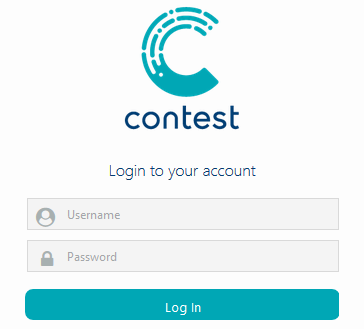 contest
Login to your account
Username
Password
Log In